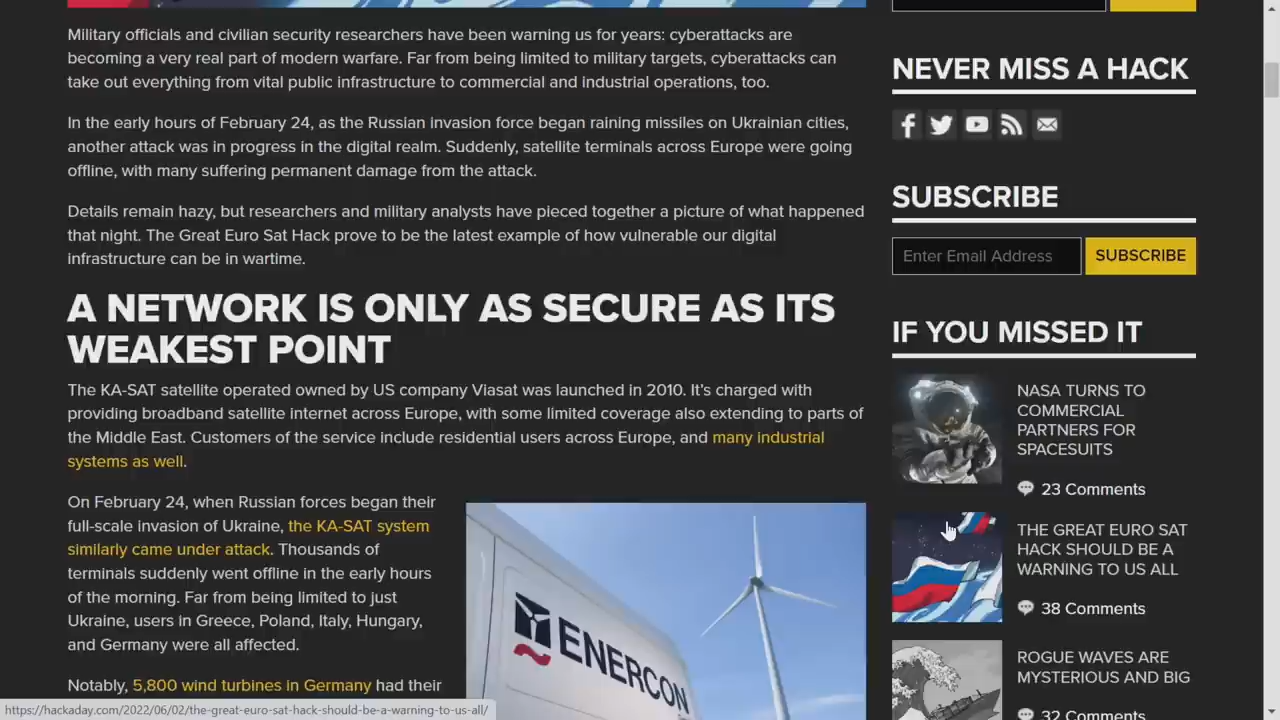 Military officials and civilian security researchers have been warning us for years: cyberattacks are
becoming a very real part of modern warfare. Far from being limited to military targets, cyberattacks can
take out everything from vital public infrastructure to commercial and industrial operations, too.
In the early hours of February 24, as the Russian invasion force began raining missiles on Ukrainian cities,
another attack was in progress in the digital realm. Suddenly, satellite terminals across Europe were going
offline, with many suffering permanent damage from the attack.
Details remain hazy, but researchers and military analysts have pieced together a picture of what happened
that night. The Great Euro Sat Hack prove to be the latest example of how vulnerable our digital
infrastructure can be in wartime.
A NETWORK IS ONLY AS SECURE AS ITS
WEAKEST POINT
The KA-SAT satellite operated owned by US company Viasat was launched in 2010. It's charged with
providing broadband satellite internet across Europe, with some limited coverage also extending to parts of
the Middle East. Customers of the service include residential users across Europe, and many industrial
systems as well.
On February 24, when Russian forces began their
full-scale invasion of Ukraine, the KA-SAT system
similarly came under attack. Thousands of
terminals suddenly went offline in the early hours
of the morning. Far from being limited to just
Ukraine, users in Greece, Poland, Italy, Hungary,
and Germany were all affected.
Notably, 5,800 wind turbines in Germany had their
ENERCON
NEVER MISS A HACK
SUBSCRIBE
Enter Email Address
SUBSCRIBE
IF YOU MISSED IT
NASA TURNS TO
COMMERCIAL
PARTNERS FOR
SPACESUITS
23 Comments
THE GREAT EURO SAT
HACK SHOULD BE A
WARNING TO US ALL
38 Comments
ROGUE WAVES ARE
MYSTERIOUS AND BIG
32 Comments
https://hackaday.com/2022/06/02/the-great-euro-sat-hack-should-be-a-warning-to-us-all/